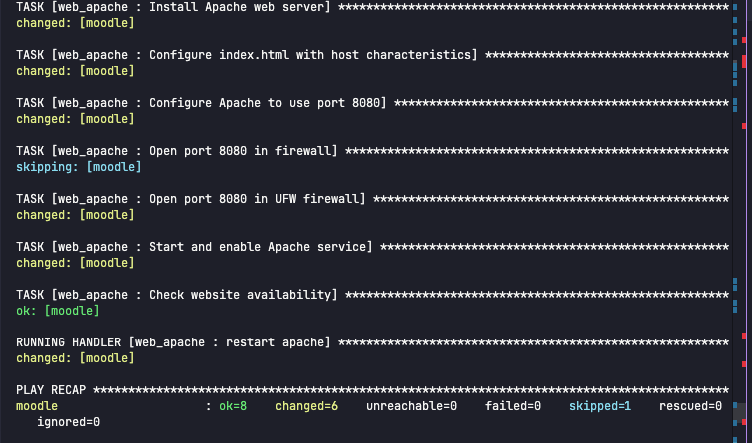 TASK [web_apache : Install Apache web server] ********************************************************
changed: [moodle]
TASK [web_apache : Configure index.html with host characteristics] ***********************************
changed: [moodle]
TASK [web_apache : Configure Apache to use port 8080] ************************************************
changed: [moodle]
TASK [web_apache : Open port 8080 in firewall] *******************************************************
skipping: [moodle]
TASK [web_apache : Open port 8080 in UFW firewall] ***************************************************
changed: [moodle]
TASK [web_apache : Start and enable Apache service] **************************************************
changed: [moodle]
TASK [web_apache : Check website availability] *******************************************************
ok: [moodle]
RUNNING HANDLER [web_apache : restart apache] ********************************************************
changed: [moodle]
PLAY RECAP *******************************************************************************************
moodle                     : ok=8    changed=6    unreachable=0    failed=0    skipped=1    rescued=0
   ignored=0